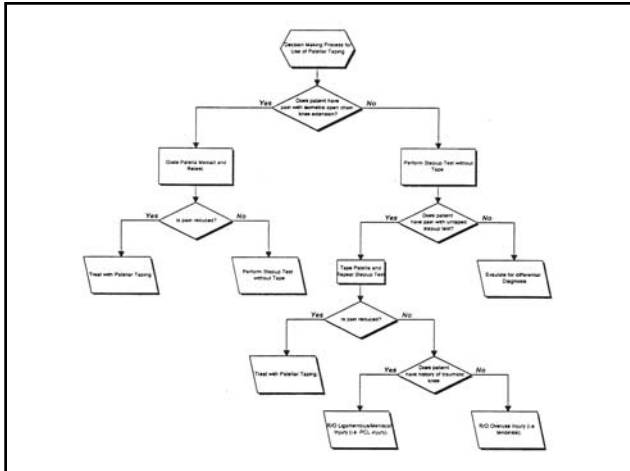 Decision Making Process for
Use of Patellar Taping
Does patient have
pain with isometric open chain
knee extension?
Yes
No
Glide Patella Medially and
Retest
Perform Stepup Test without
Tape
Is pain reduced?
Yes
No
Does patient
have pain with untaped
stepup test?
Yes
No
Treat with Patellar Taping
Perform Stepup Test
without Tape
Tape Patella and
Repeat Stepup Test
Evaluate for differential
Diagnosis
Is pain reduced?
Yes
No
Treat with Patellar Taping
Does patient
have history of traumatic
knee
Yes
No
R/O Ligamentous/Meniscal
Injury (i.e. PCL injury)
R/O Overuse Injury (i.e.
tendinitis)